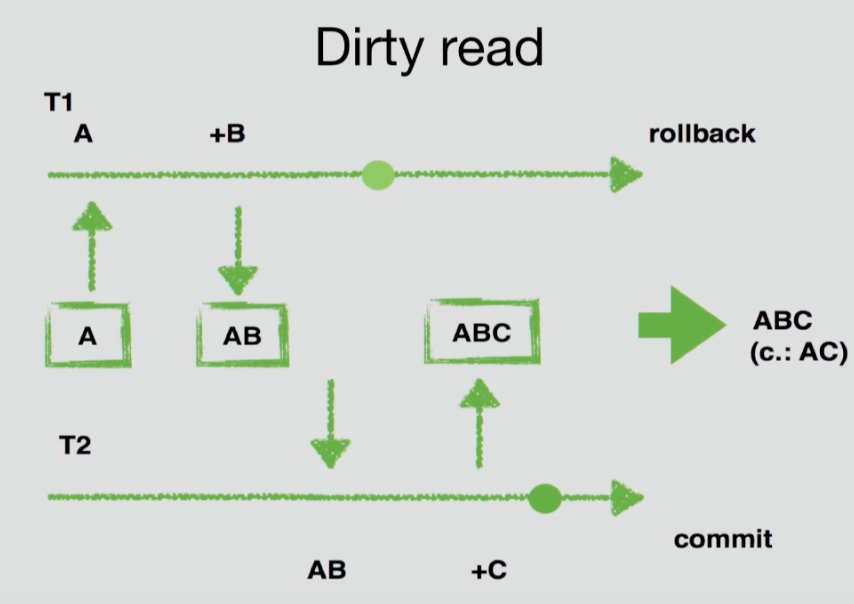 Dirty read
T1
A +B rollback
A AB ABC
ABC
(c.: AC)
T2
commit
AB +C